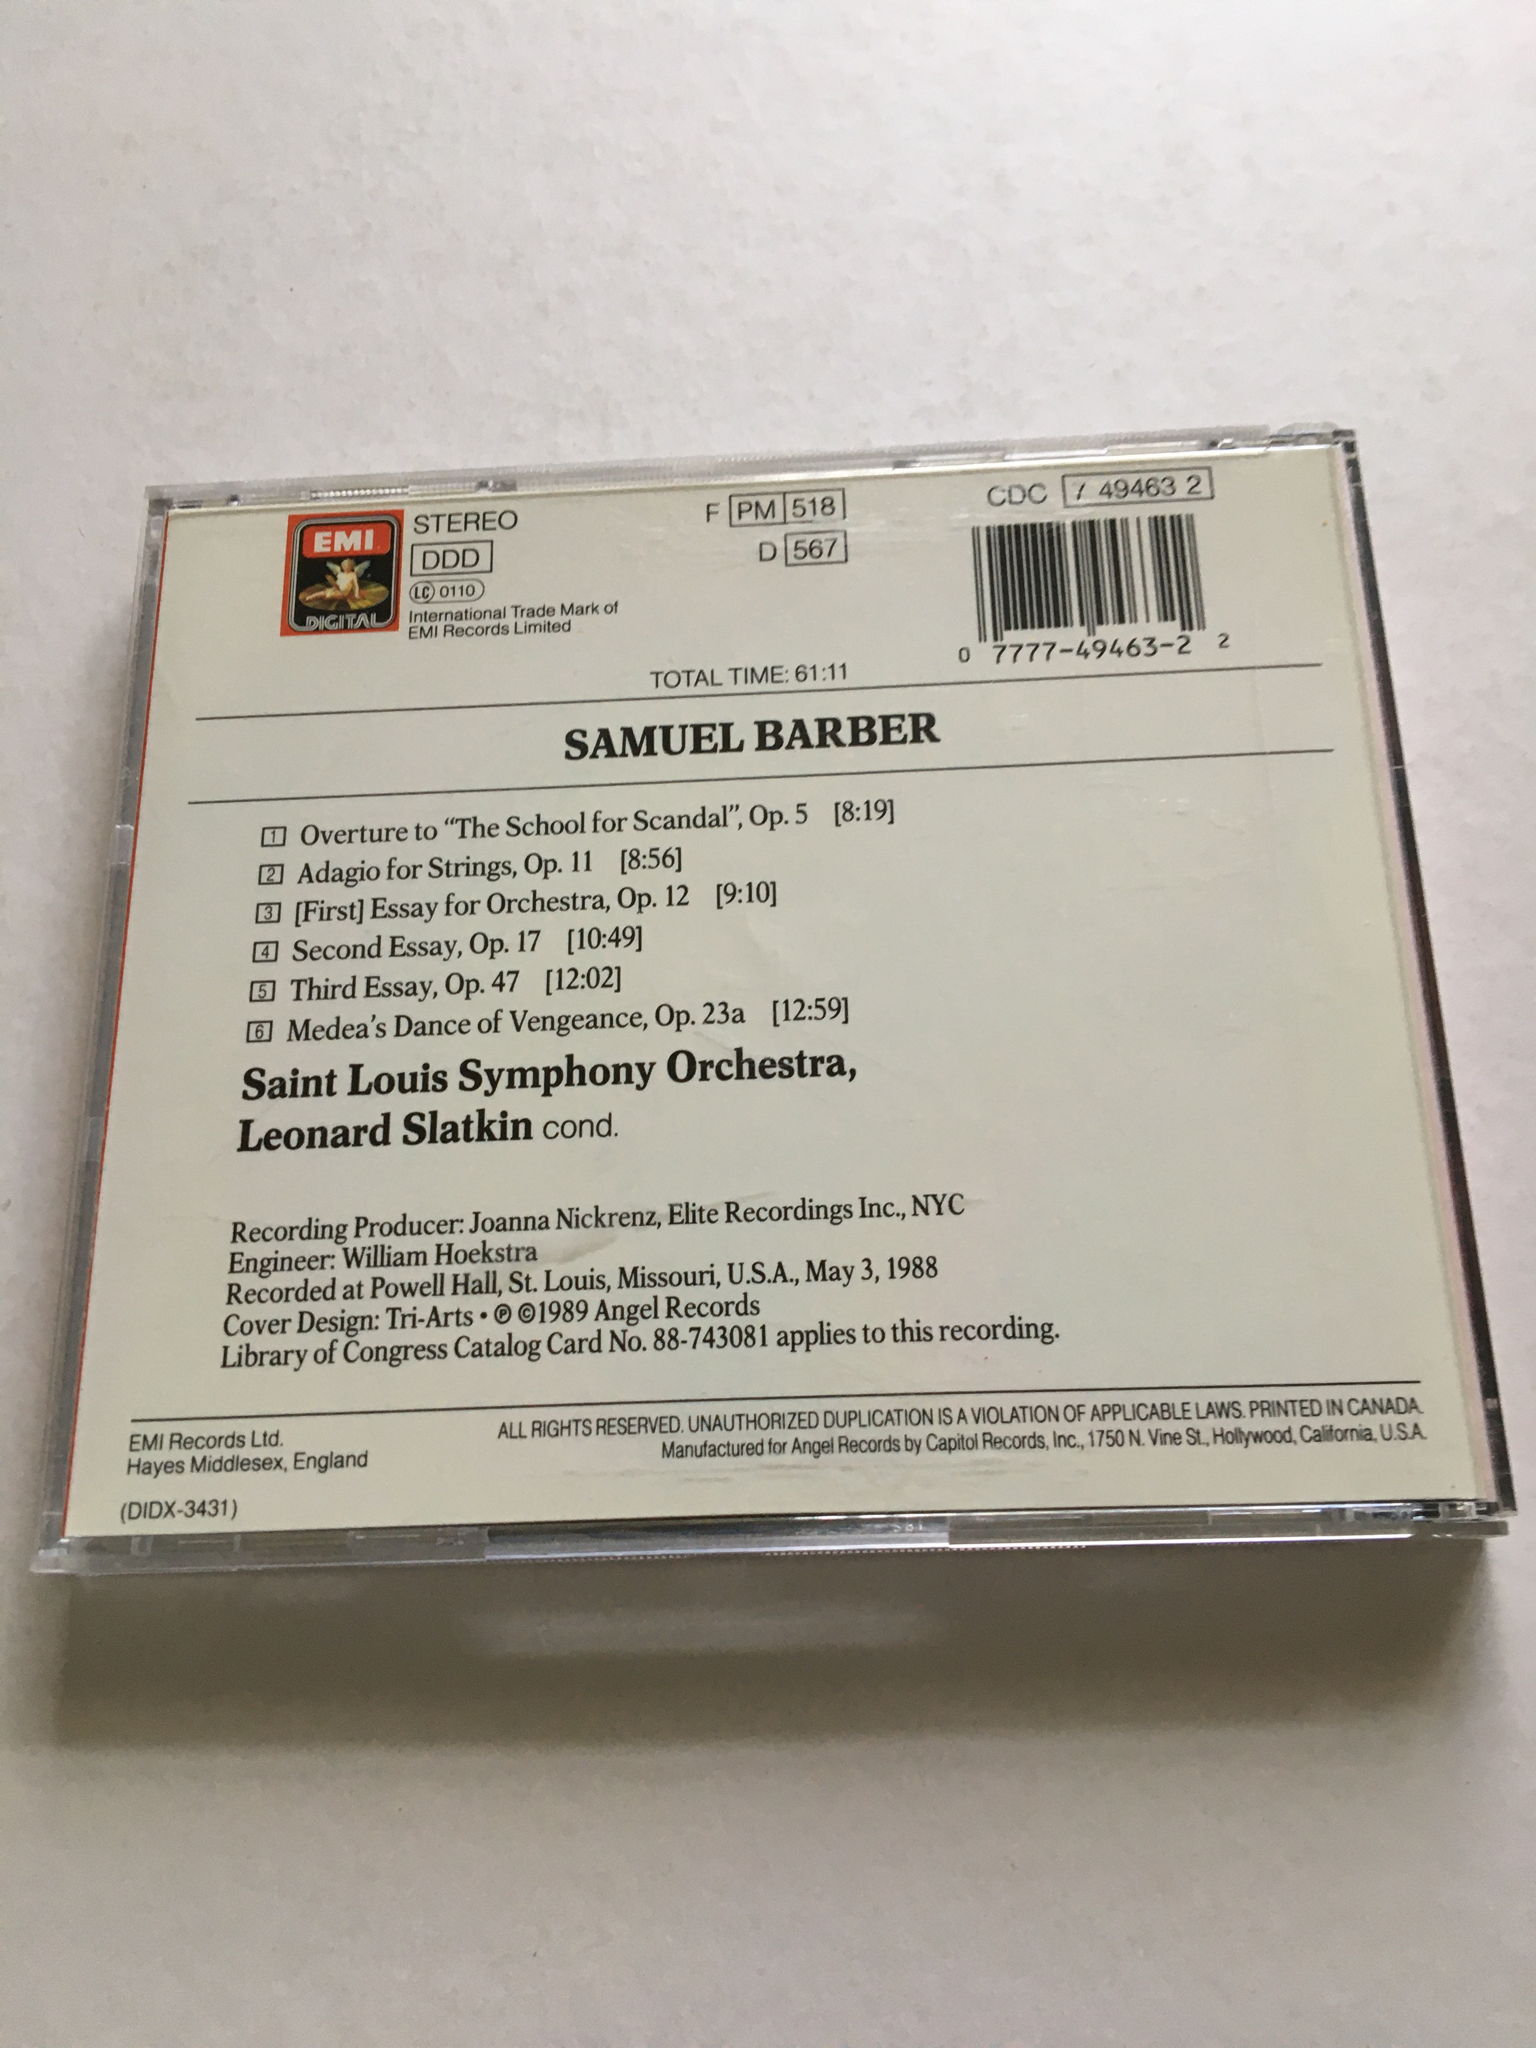 EMI
DIGITAL
STEREO
DDD
LC 0110
International Trade Mark of
EMI Records Limited
F PM 518
D 567
CDC 7 49463 2
0 7777-49463-2 2
TOTAL TIME: 61:11
SAMUEL BARBER
1 Overture to “The School for Scandal”, Op. 5 [8:19]
2 Adagio for Strings, Op. 11 [8:56]
3 [First] Essay for Orchestra, Op. 12 [9:10]
4 Second Essay, Op. 17 [10:49]
5 Third Essay, Op. 47 [12:02]
6 Medea’s Dance of Vengeance, Op. 23a [12:59]
Saint Louis Symphony Orchestra,
Leonard Slatkin cond.
Recording Producer: Joanna Nickrenz, Elite Recordings Inc., NYC
Engineer: William Hoekstra
Recorded at Powell Hall, St. Louis, Missouri, U.S.A., May 3, 1988
Cover Design: Tri-Arts • ℗ ©1989 Angel Records
Library of Congress Catalog Card No. 88-743081 applies to this recording.
ALL RIGHTS RESERVED. UNAUTHORIZED DUPLICATION IS A VIOLATION OF APPLICABLE LAWS. PRINTED IN CANADA.
Manufactured for Angel Records by Capitol Records, Inc., 1750 N. Vine St., Hollywood, California, U.S.A.
EMI Records Ltd.
Hayes Middlesex, England
(DIDX-3431)